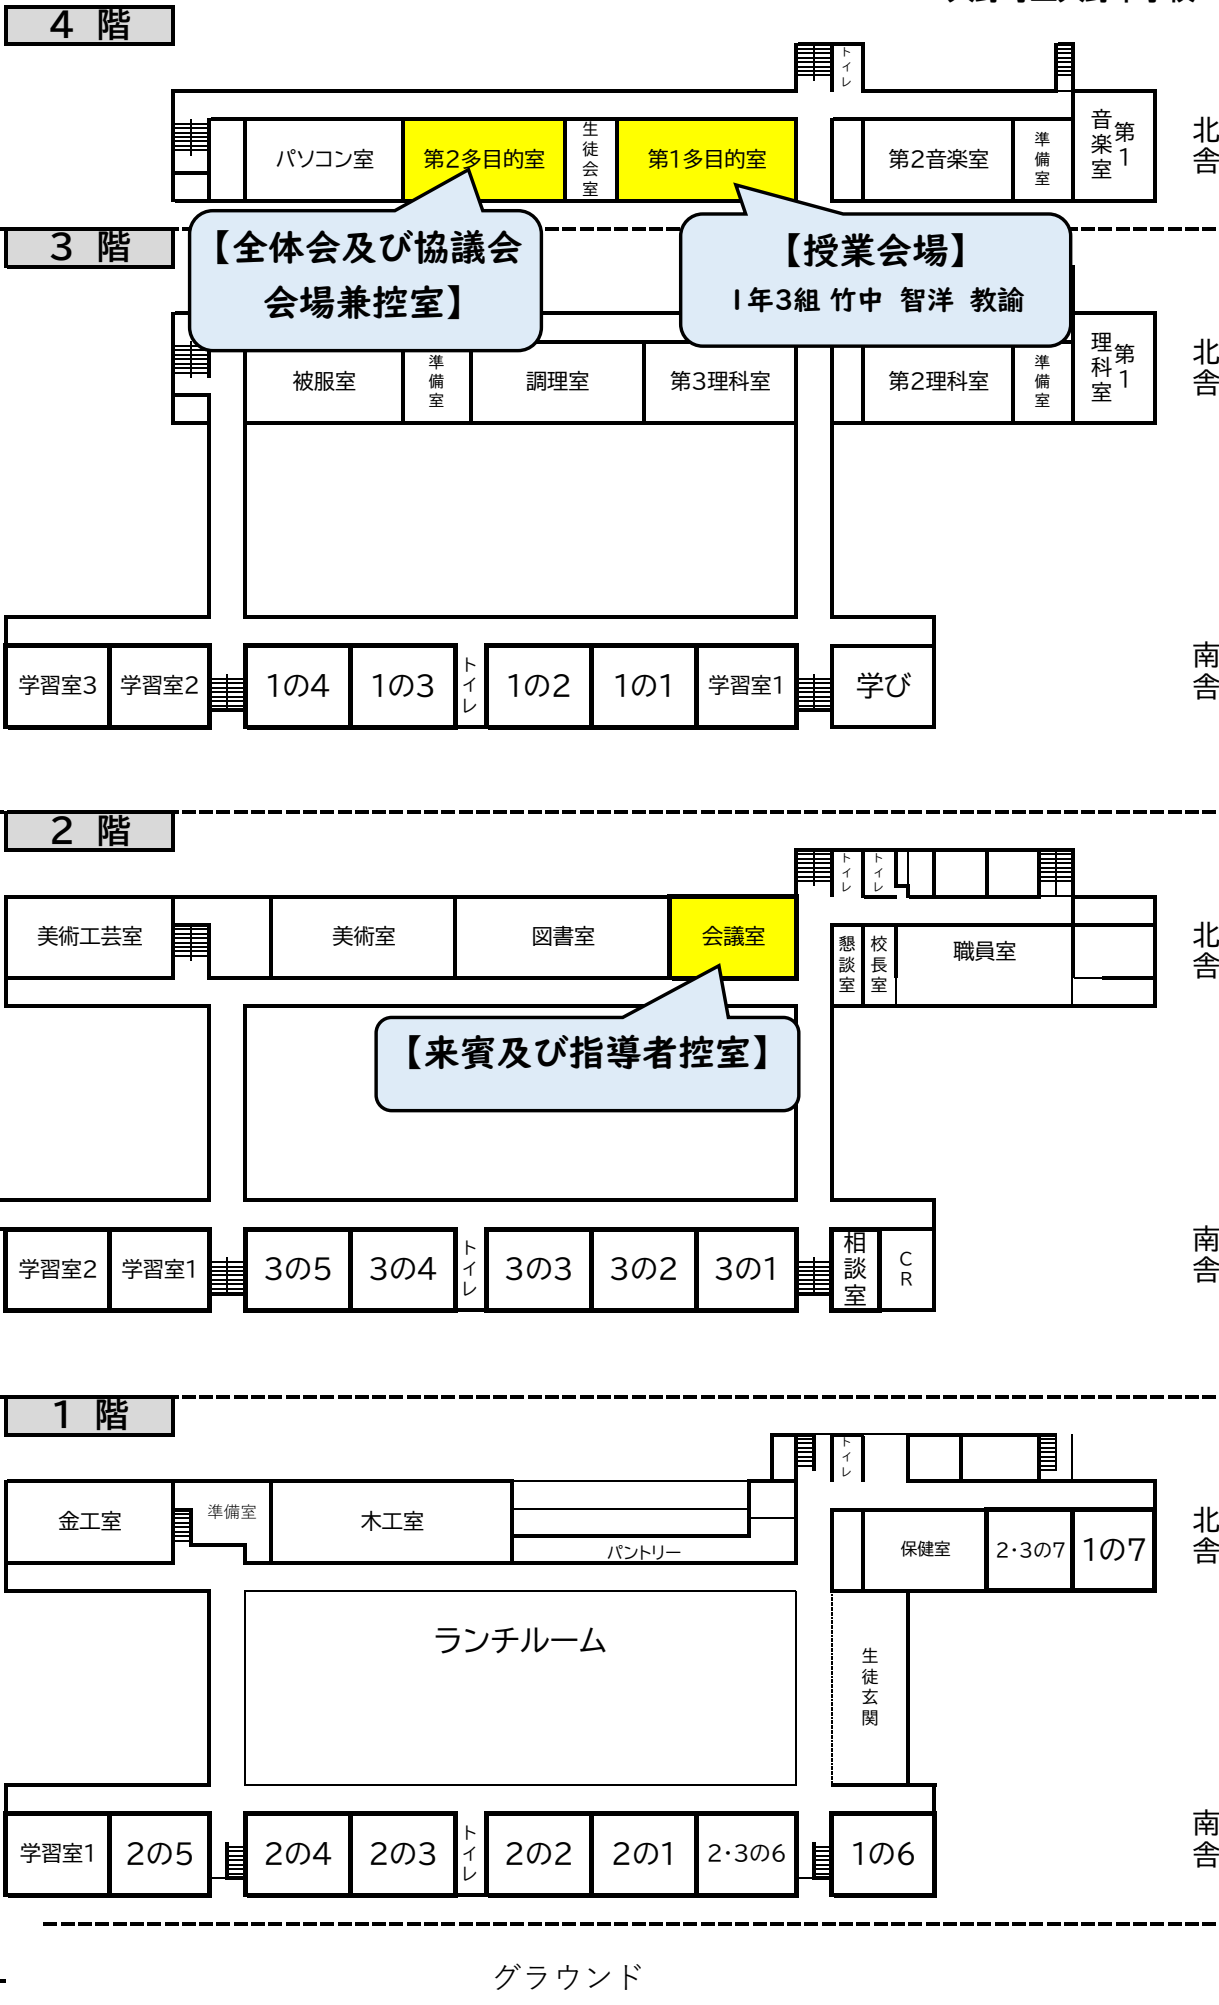 4 階
トイレ
パソコン室
第2多目的室
生徒会室
第1多目的室
第2音楽室
準備室
第1音楽室
北舎
【全体会及び協議会
会場兼控室】
【授業会場】
1年3組 竹中 智洋 教諭
3 階
被服室
準備室
調理室
第3理科室
第2理科室
準備室
第1理科室
北舎
学習室3
学習室2
1の4
1の3
トイレ
1の2
1の1
学習室1
学び
南舎
2 階
トイレ
トイレ
美術工芸室
美術室
図書室
会議室
懇談室
校長室
職員室
北舎
【来賓及び指導者控室】
学習室2
学習室1
3の5
3の4
トイレ
3の3
3の2
3の1
相談室
CR
南舎
1 階
トイレ
金工室
準備室
木工室
パントリー
保健室
2・3の7
1の7
北舎
ランチルーム
生徒玄関
学習室1
2の5
2の4
2の3
トイレ
2の2
2の1
2・3の6
1の6
南舎
グラウンド